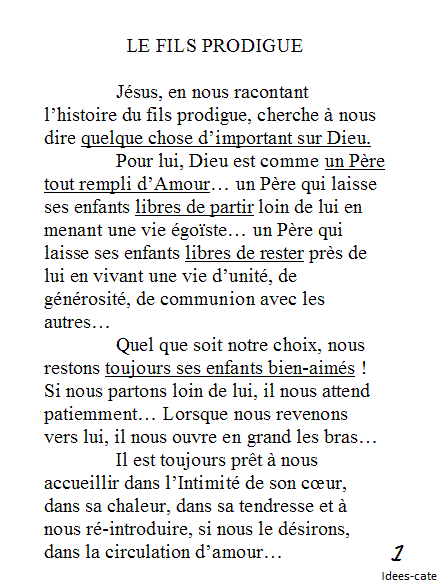 LE FILS PRODIGUE
Jésus, en nous racontant
l’histoire du fils prodigue, cherche à nous
dire quelque chose d’important sur Dieu.
Pour lui, Dieu est comme un Père
tout rempli d’Amour… un Père qui laisse
ses enfants libres de partir loin de lui en
menant une vie égoïste… un Père qui
laisse ses enfants libres de rester près de
lui en vivant une vie d’unité, de
générosité, de communion avec les
autres…
Quel que soit notre choix, nous
restons toujours ses enfants bien-aimés !
Si nous partons loin de lui, il nous attend
patiemment… Lorsque nous revenons
vers lui, il nous ouvre en grand les bras…
Il est toujours prêt à nous
accueillir dans l’Intimité de son cœur,
dans sa chaleur, dans sa tendresse et à
nous ré-introduire, si nous le désirons,
dans la circulation d’amour…
1
Idees-cate